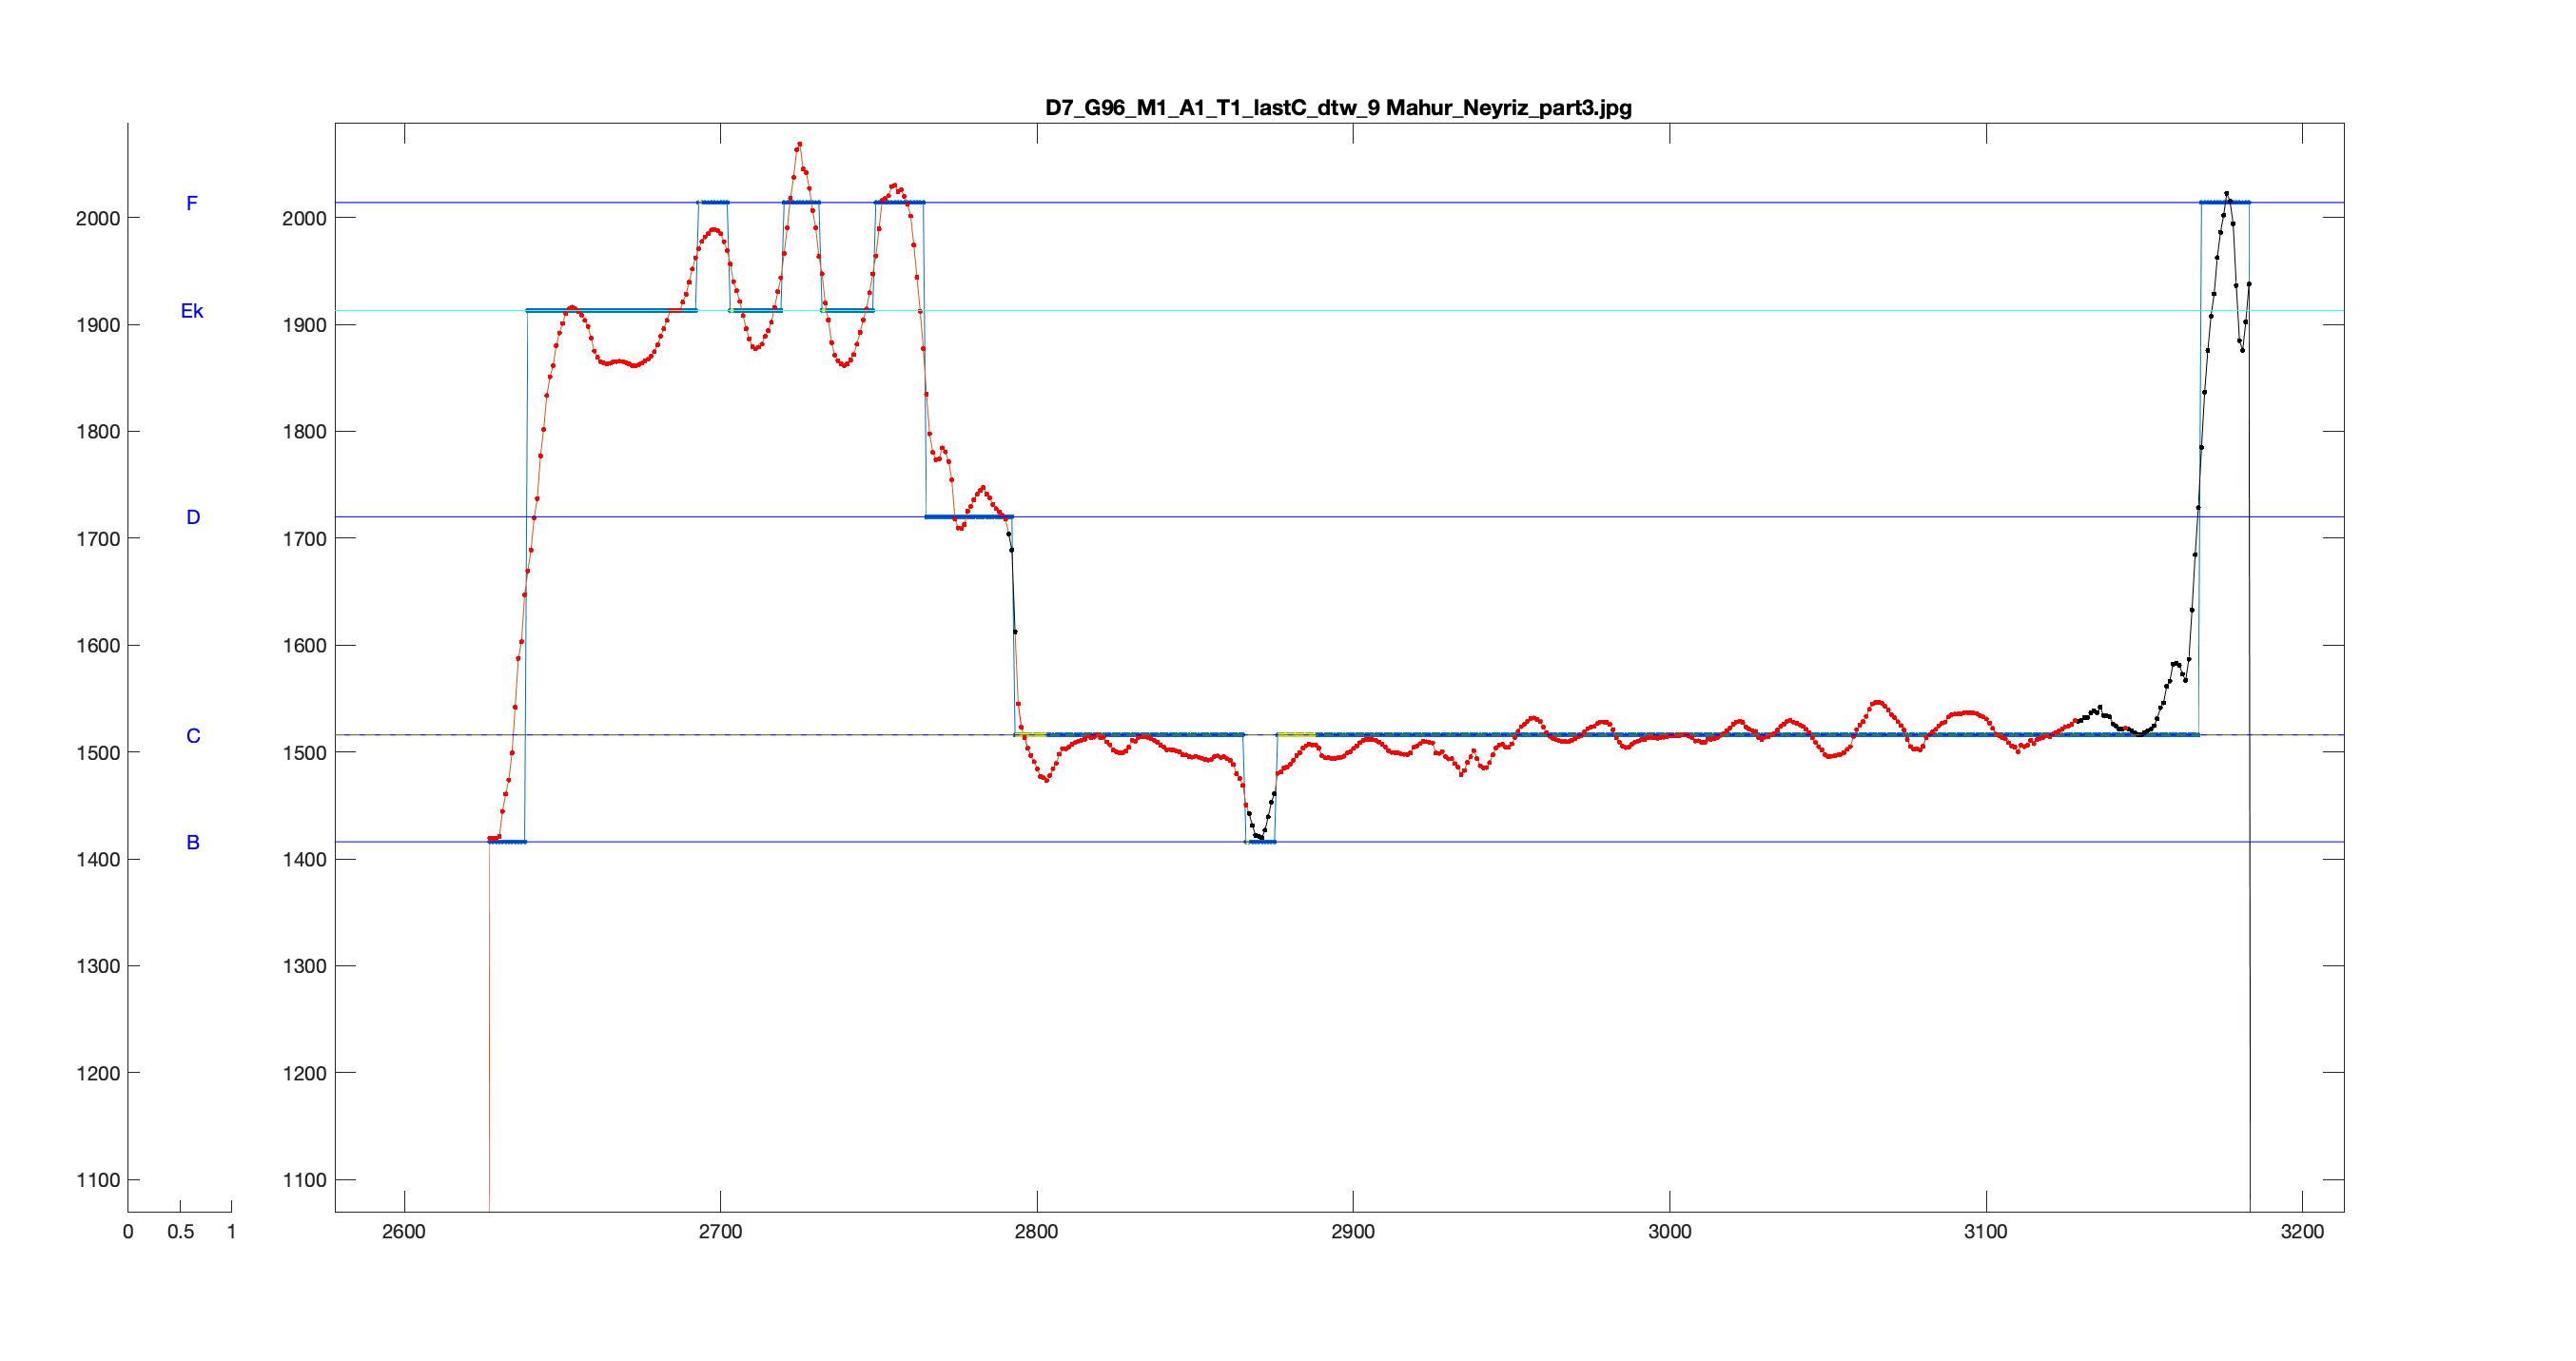 D7_G96_M1_A1_T1_lastC_dtw_9 Mahur_Neyriz_part3.jpg
F
2000 2000
Ek
1900 1900
1800 1800
D
1700 1700
1600 1600
C
1500 1500
B
1400 1400
1300 1300
1200 1200
1100 1100
0 0.5 1 2600 2700 2800 2900 3000 3100 3200